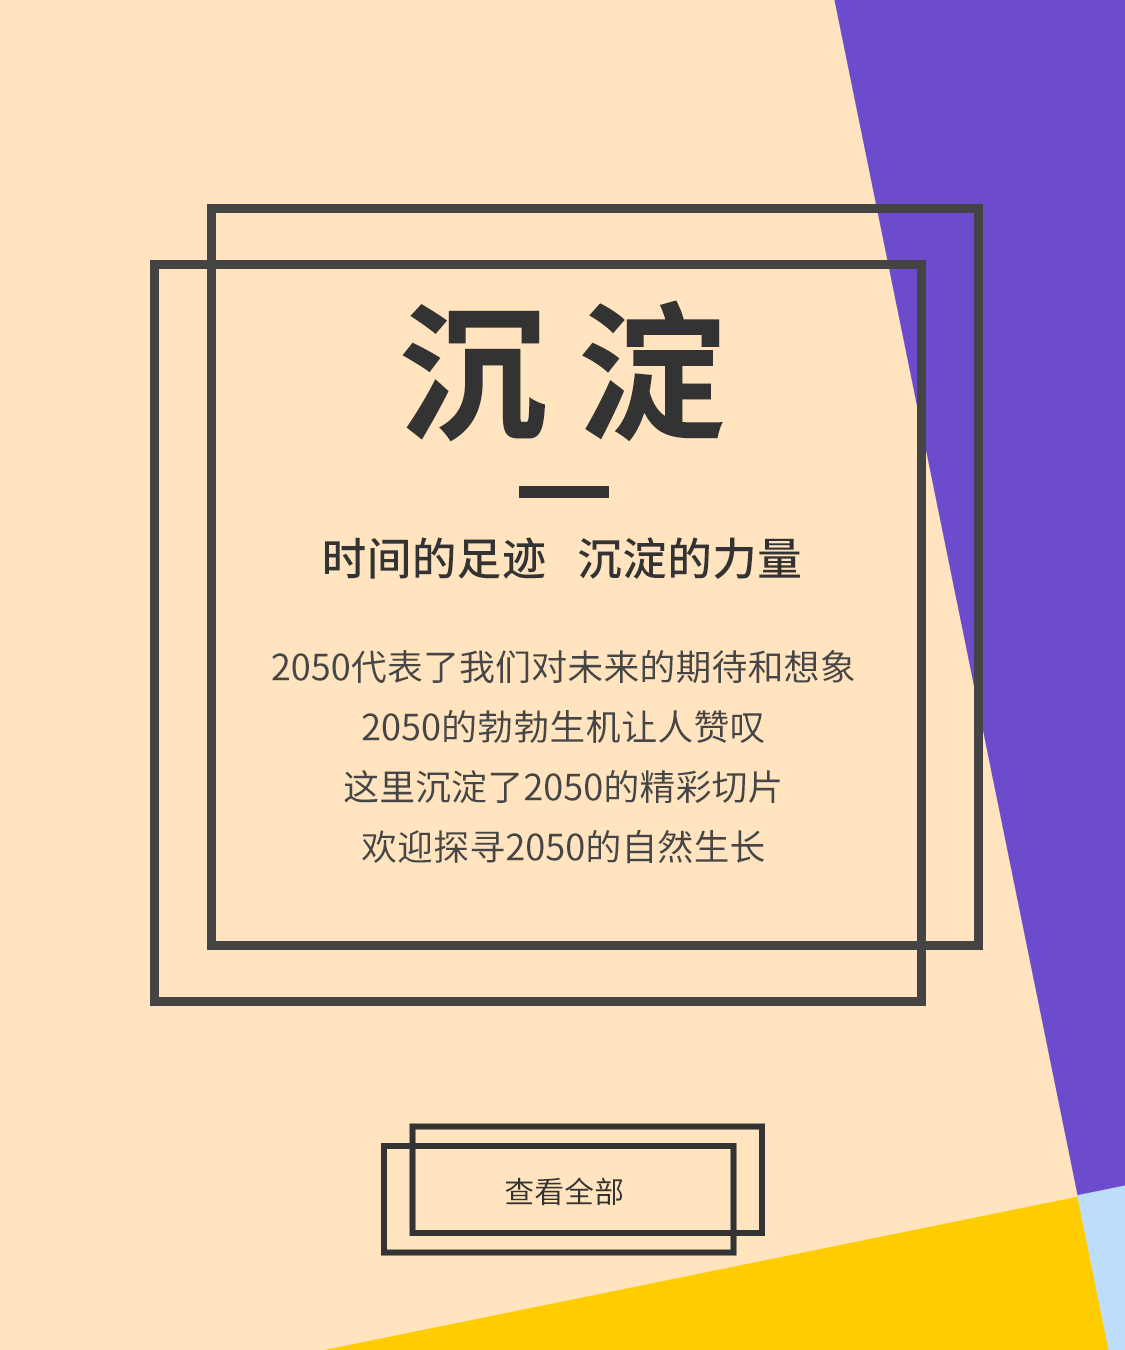 沉淀
时间的足迹 沉淀的力量
2050代表了我们对未来的期待和想象
2050的勃勃生机让人赞叹
这里沉淀了2050的精彩切片
欢迎探寻2050的自然生长
查看全部